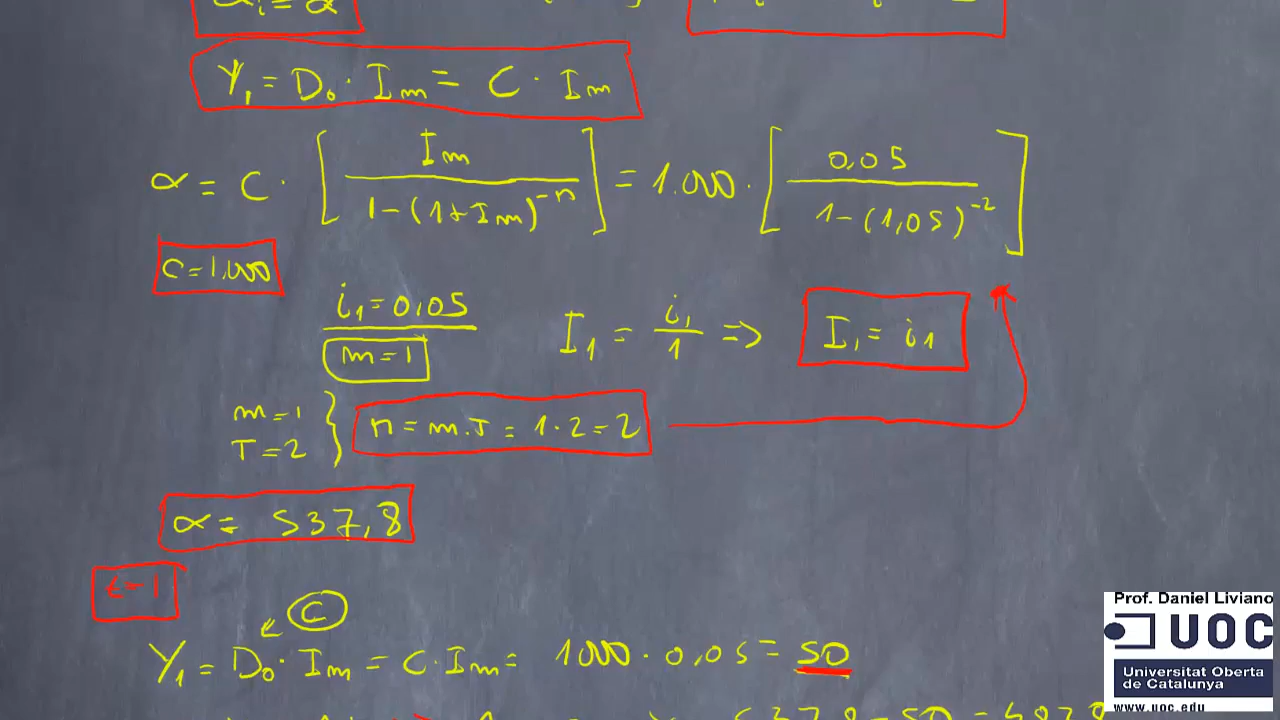 αi = α
Y₁ = D₀ · Im = C · Im
α = C · [ Im / 1-(1+Im)⁻ⁿ ] = 1.000 · [ 0,05 / 1-(1,05)⁻² ]
C = 1.000
i₁ = 0,05
m = 1
I₁ = i₁/1 => I₁ = i₁
m = 1
T = 2
n = m.T = 1·2 = 2
α = 537,8
t = 1
C
Y₁ = D₀ · Im = C · Im = 1000 · 0,05 = 50
Prof. Daniel Liviano
UOC
Universitat Oberta
de Catalunya
www.uoc.edu